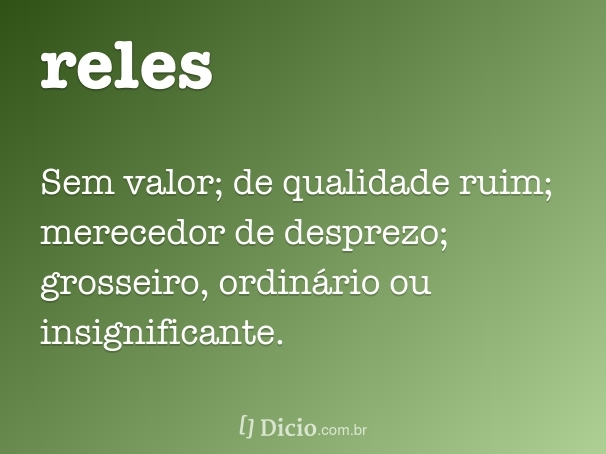 reles
Sem valor; de qualidade ruim;
merecedor de desprezo;
grosseiro, ordinário ou
insignificante.
[] Dicio.com.br